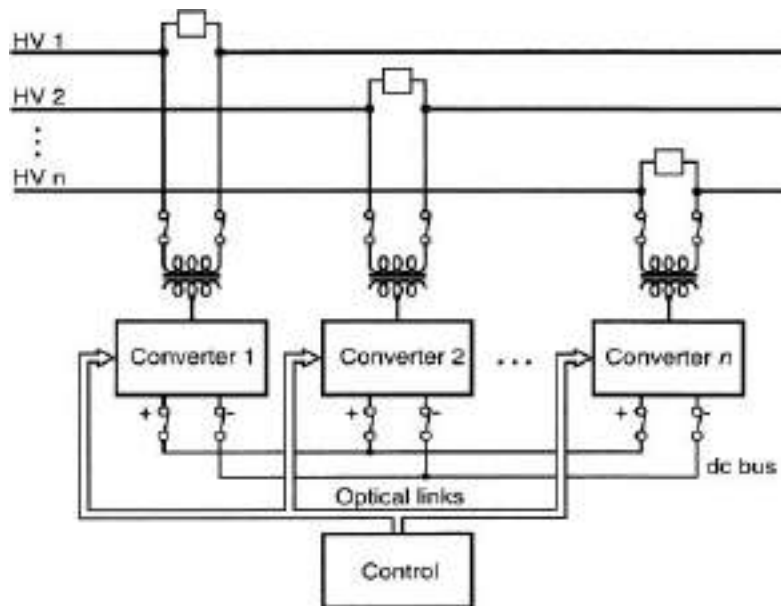 HV 1
HV 2
HV n
Converter 1
Converter 2
Converter n
+ -
+ -
+ -
dc bus
Optical links
Control